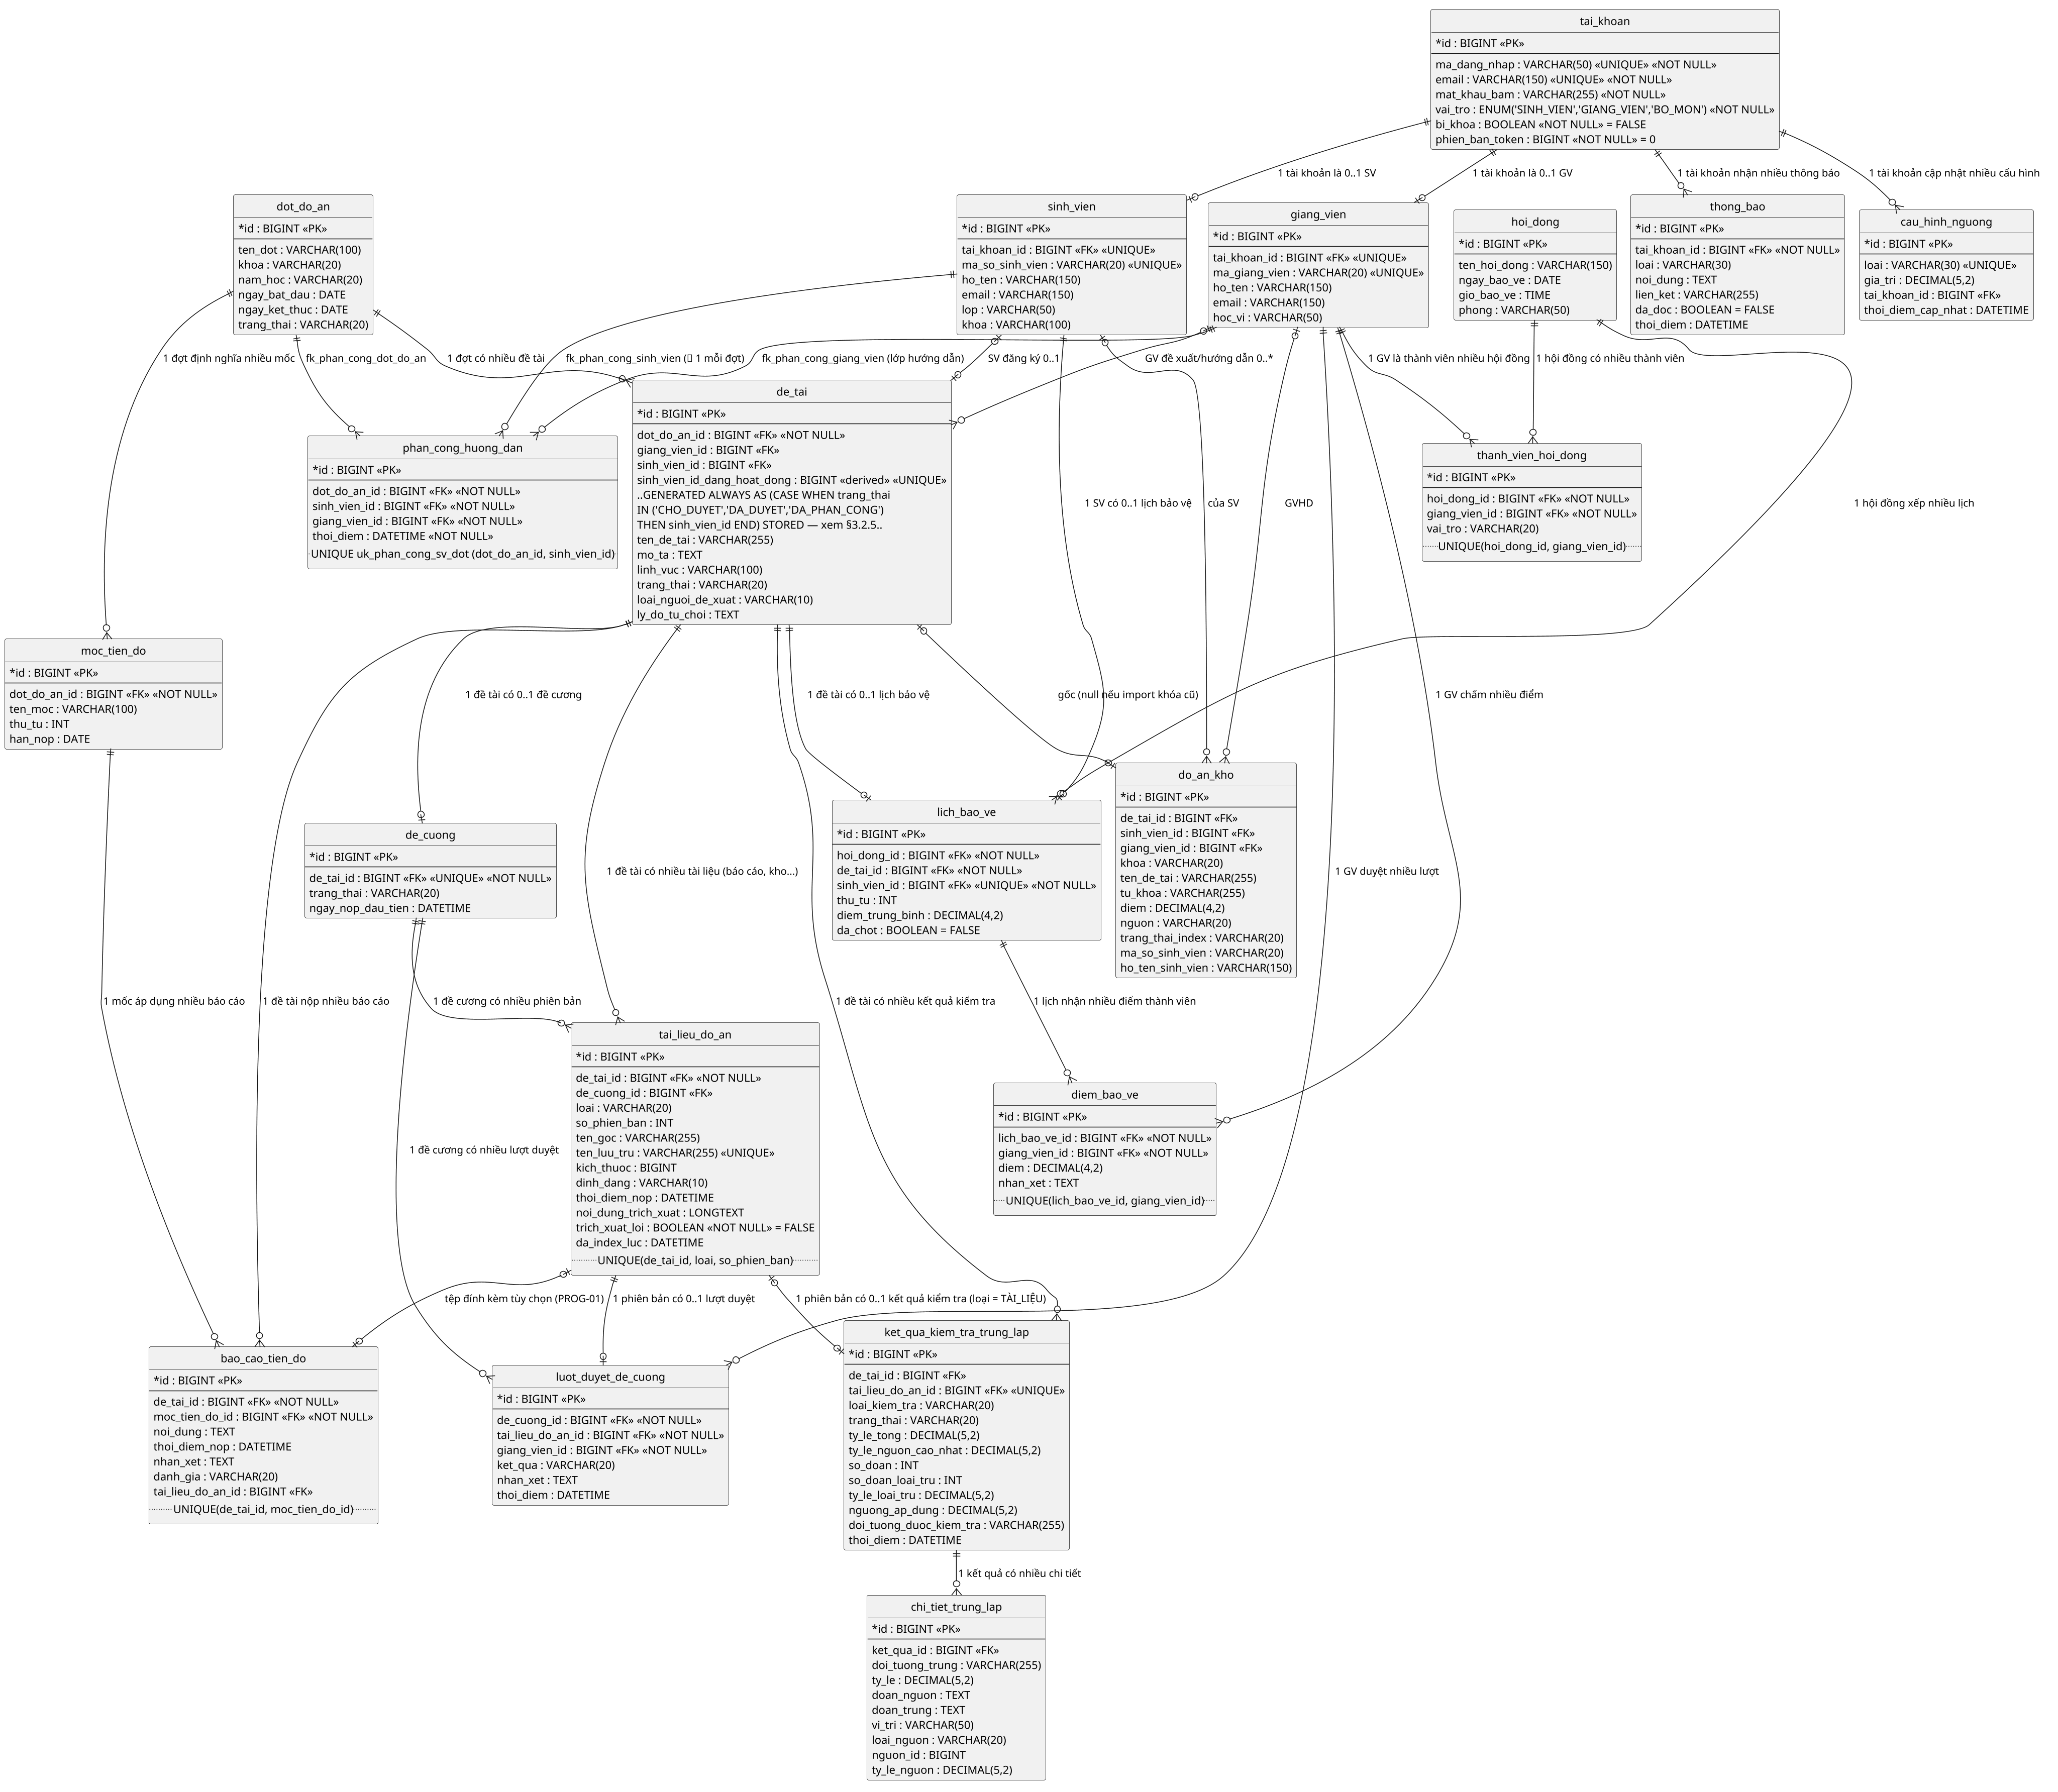 tai_khoan
*id : BIGINT «PK»
ma_dang_nhap : VARCHAR(50) «UNIQUE» «NOT NULL»
email : VARCHAR(150) «UNIQUE» «NOT NULL»
mat_khau_bam : VARCHAR(255) «NOT NULL»
vai_tro : ENUM('SINH_VIEN','GIANG_VIEN','BO_MON') «NOT NULL»
bi_khoa : BOOLEAN «NOT NULL» = FALSE
phien_ban_token : BIGINT «NOT NULL» = 0
1 tài khoản là 0..1 SV
1 tài khoản là 0..1 GV
1 tài khoản nhận nhiều thông báo
1 tài khoản cập nhật nhiều cấu hình
dot_do_an
*id : BIGINT «PK»
ten_dot : VARCHAR(100)
khoa : VARCHAR(20)
nam_hoc : VARCHAR(20)
ngay_bat_dau : DATE
ngay_ket_thuc : DATE
trang_thai : VARCHAR(20)
sinh_vien
*id : BIGINT «PK»
tai_khoan_id : BIGINT «FK» «UNIQUE»
ma_so_sinh_vien : VARCHAR(20) «UNIQUE»
ho_ten : VARCHAR(150)
email : VARCHAR(150)
lop : VARCHAR(50)
khoa : VARCHAR(100)
giang_vien
*id : BIGINT «PK»
tai_khoan_id : BIGINT «FK» «UNIQUE»
ma_giang_vien : VARCHAR(20) «UNIQUE»
ho_ten : VARCHAR(150)
email : VARCHAR(150)
hoc_vi : VARCHAR(50)
hoi_dong
*id : BIGINT «PK»
ten_hoi_dong : VARCHAR(150)
ngay_bao_ve : DATE
gio_bao_ve : TIME
phong : VARCHAR(50)
thong_bao
*id : BIGINT «PK»
tai_khoan_id : BIGINT «FK» «NOT NULL»
loai : VARCHAR(30)
noi_dung : TEXT
lien_ket : VARCHAR(255)
da_doc : BOOLEAN = FALSE
thoi_diem : DATETIME
cau_hinh_nguong
*id : BIGINT «PK»
loai : VARCHAR(30) «UNIQUE»
gia_tri : DECIMAL(5,2)
tai_khoan_id : BIGINT «FK»
thoi_diem_cap_nhat : DATETIME
1 đợt định nghĩa nhiều mốc
fk_phan_cong_dot_do_an
1 đợt có nhiều đề tài
fk_phan_cong_sinh_vien (▯ 1 mỗi đợt)
fk_phan_cong_giang_vien (lớp hướng dẫn)
SV đăng ký 0..1
GV đề xuất/hướng dẫn 0..*
1 GV là thành viên nhiều hội đồng
1 hội đồng có nhiều thành viên
de_tai
*id : BIGINT «PK»
dot_do_an_id : BIGINT «FK» «NOT NULL»
giang_vien_id : BIGINT «FK»
sinh_vien_id : BIGINT «FK»
sinh_vien_id_dang_hoat_dong : BIGINT «derived» «UNIQUE»
..GENERATED ALWAYS AS (CASE WHEN trang_thai
IN ('CHO_DUYET','DA_DUYET','DA_PHAN_CONG')
THEN sinh_vien_id END) STORED — xem §3.2.5..
ten_de_tai : VARCHAR(255)
mo_ta : TEXT
linh_vuc : VARCHAR(100)
trang_thai : VARCHAR(20)
loai_nguoi_de_xuat : VARCHAR(10)
ly_do_tu_choi : TEXT
phan_cong_huong_dan
*id : BIGINT «PK»
dot_do_an_id : BIGINT «FK» «NOT NULL»
sinh_vien_id : BIGINT «FK» «NOT NULL»
giang_vien_id : BIGINT «FK» «NOT NULL»
thoi_diem : DATETIME «NOT NULL»
UNIQUE uk_phan_cong_sv_dot (dot_do_an_id, sinh_vien_id)
1 SV có 0..1 lịch bảo vệ
của SV
GVHD
thanh_vien_hoi_dong
*id : BIGINT «PK»
hoi_dong_id : BIGINT «FK» «NOT NULL»
giang_vien_id : BIGINT «FK» «NOT NULL»
vai_tro : VARCHAR(20)
UNIQUE(hoi_dong_id, giang_vien_id)
1 hội đồng xếp nhiều lịch
moc_tien_do
*id : BIGINT «PK»
dot_do_an_id : BIGINT «FK» «NOT NULL»
ten_moc : VARCHAR(100)
thu_tu : INT
han_nop : DATE
1 đề tài có 0..1 đề cương
1 đề tài có 0..1 lịch bảo vệ
gốc (null nếu import khóa cũ)
1 GV chấm nhiều điểm
de_cuong
*id : BIGINT «PK»
de_tai_id : BIGINT «FK» «UNIQUE» «NOT NULL»
trang_thai : VARCHAR(20)
ngay_nop_dau_tien : DATETIME
1 đề tài có nhiều tài liệu (báo cáo, kho...)
lich_bao_ve
*id : BIGINT «PK»
hoi_dong_id : BIGINT «FK» «NOT NULL»
de_tai_id : BIGINT «FK» «NOT NULL»
sinh_vien_id : BIGINT «FK» «UNIQUE» «NOT NULL»
thu_tu : INT
diem_trung_binh : DECIMAL(4,2)
da_chot : BOOLEAN = FALSE
do_an_kho
*id : BIGINT «PK»
de_tai_id : BIGINT «FK»
sinh_vien_id : BIGINT «FK»
giang_vien_id : BIGINT «FK»
khoa : VARCHAR(20)
ten_de_tai : VARCHAR(255)
tu_khoa : VARCHAR(255)
diem : DECIMAL(4,2)
nguon : VARCHAR(20)
trang_thai_index : VARCHAR(20)
ma_so_sinh_vien : VARCHAR(20)
ho_ten_sinh_vien : VARCHAR(150)
1 GV duyệt nhiều lượt
1 mốc áp dụng nhiều báo cáo
1 đề tài nộp nhiều báo cáo
1 đề cương có nhiều phiên bản
1 đề tài có nhiều kết quả kiểm tra
1 lịch nhận nhiều điểm thành viên
tai_lieu_do_an
*id : BIGINT «PK»
de_tai_id : BIGINT «FK» «NOT NULL»
de_cuong_id : BIGINT «FK»
loai : VARCHAR(20)
so_phien_ban : INT
ten_goc : VARCHAR(255)
ten_luu_tru : VARCHAR(255) «UNIQUE»
kich_thuoc : BIGINT
dinh_dang : VARCHAR(10)
thoi_diem_nop : DATETIME
noi_dung_trich_xuat : LONGTEXT
trich_xuat_loi : BOOLEAN «NOT NULL» = FALSE
da_index_luc : DATETIME
UNIQUE(de_tai_id, loai, so_phien_ban)
1 đề cương có nhiều lượt duyệt
diem_bao_ve
*id : BIGINT «PK»
lich_bao_ve_id : BIGINT «FK» «NOT NULL»
giang_vien_id : BIGINT «FK» «NOT NULL»
diem : DECIMAL(4,2)
nhan_xet : TEXT
UNIQUE(lich_bao_ve_id, giang_vien_id)
tệp đính kèm tùy chọn (PROG-01)
1 phiên bản có 0..1 lượt duyệt
1 phiên bản có 0..1 kết quả kiểm tra (loại = TÀI_LIỆU)
bao_cao_tien_do
*id : BIGINT «PK»
de_tai_id : BIGINT «FK» «NOT NULL»
moc_tien_do_id : BIGINT «FK» «NOT NULL»
noi_dung : TEXT
thoi_diem_nop : DATETIME
nhan_xet : TEXT
danh_gia : VARCHAR(20)
tai_lieu_do_an_id : BIGINT «FK»
UNIQUE(de_tai_id, moc_tien_do_id)
luot_duyet_de_cuong
*id : BIGINT «PK»
de_cuong_id : BIGINT «FK» «NOT NULL»
tai_lieu_do_an_id : BIGINT «FK» «NOT NULL»
giang_vien_id : BIGINT «FK» «NOT NULL»
ket_qua : VARCHAR(20)
nhan_xet : TEXT
thoi_diem : DATETIME
ket_qua_kiem_tra_trung_lap
*id : BIGINT «PK»
de_tai_id : BIGINT «FK»
tai_lieu_do_an_id : BIGINT «FK» «UNIQUE»
loai_kiem_tra : VARCHAR(20)
trang_thai : VARCHAR(20)
ty_le_tong : DECIMAL(5,2)
ty_le_nguon_cao_nhat : DECIMAL(5,2)
so_doan : INT
so_doan_loai_tru : INT
ty_le_loai_tru : DECIMAL(5,2)
nguong_ap_dung : DECIMAL(5,2)
doi_tuong_duoc_kiem_tra : VARCHAR(255)
thoi_diem : DATETIME
1 kết quả có nhiều chi tiết
chi_tiet_trung_lap
*id : BIGINT «PK»
ket_qua_id : BIGINT «FK»
doi_tuong_trung : VARCHAR(255)
ty_le : DECIMAL(5,2)
doan_nguon : TEXT
doan_trung : TEXT
vi_tri : VARCHAR(50)
loai_nguon : VARCHAR(20)
nguon_id : BIGINT
ty_le_nguon : DECIMAL(5,2)